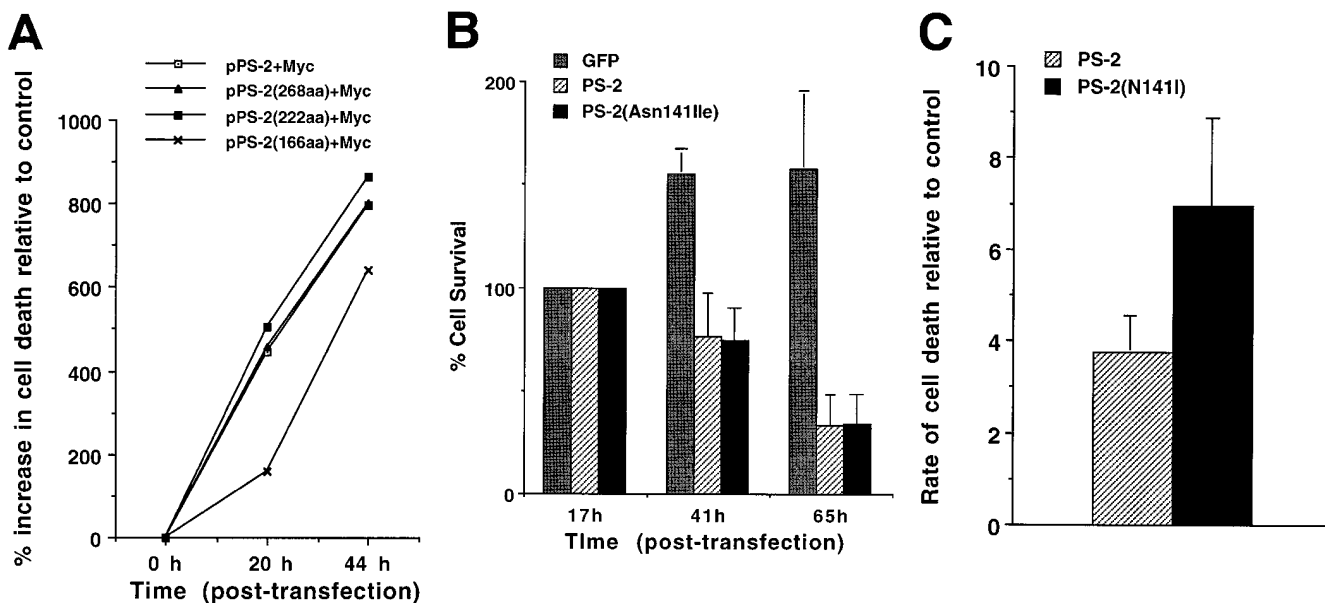 A
% increase in cell death relative to control
pPS-2+Myc
pPS-2(268aa)+Myc
pPS-2(222aa)+Myc
pPS-2(166aa)+Myc
1000
800
600
400
200
0
0 h
20 h
44 h
Time (post-transfection)
B
% Cell Survival
GFP
PS-2
PS-2(Asn141Ile)
200
100
0
17h
41h
65h
TIme (post-transfection)
C
Rate of cell death relative to control
PS-2
PS-2(N141I)
10
8
6
4
2
0